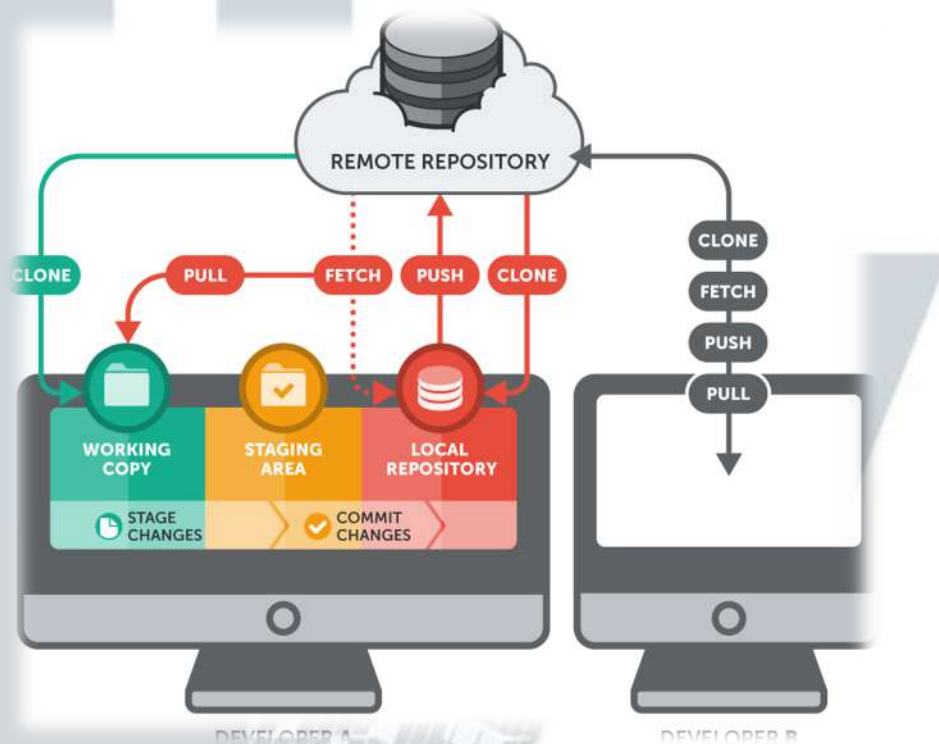 REMOTE REPOSITORY
CLONE
PULL
FETCH
PUSH
CLONE
CLONE
FETCH
PUSH
PULL
WORKING
COPY
STAGING
AREA
LOCAL
REPOSITORY
STAGE
CHANGES
COMMIT
CHANGES
DEVELOPER A
DEVELOPER B